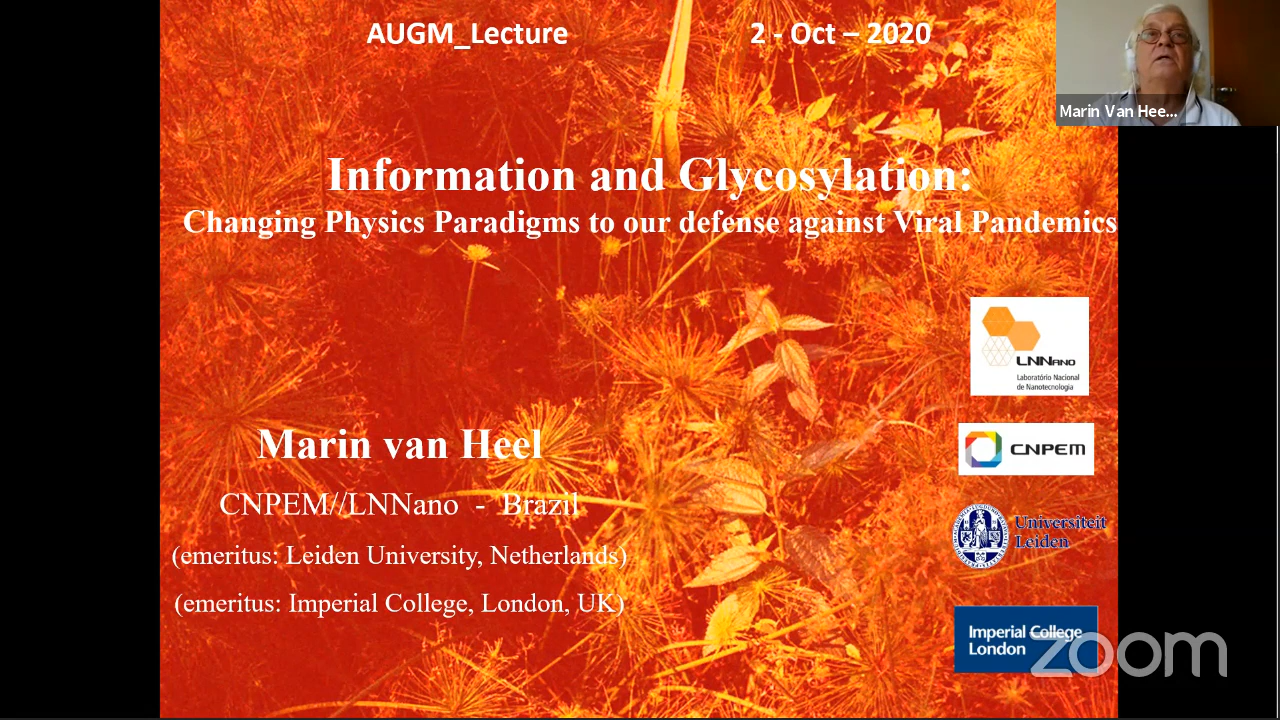 AUGM_Lecture 2 - Oct – 2020
Marin Van Hee...
Information and Glycosylation:
Changing Physics Paradigms to our defense against Viral Pandemics
LNNANO
Laboratório Nacional
de Nanotecnologia
Marin van Heel
CNPEM
CNPEM//LNNano - Brazil
Universiteit
Leiden
(emeritus: Leiden University, Netherlands)
(emeritus: Imperial College, London, UK)
Imperial College
London
zoom